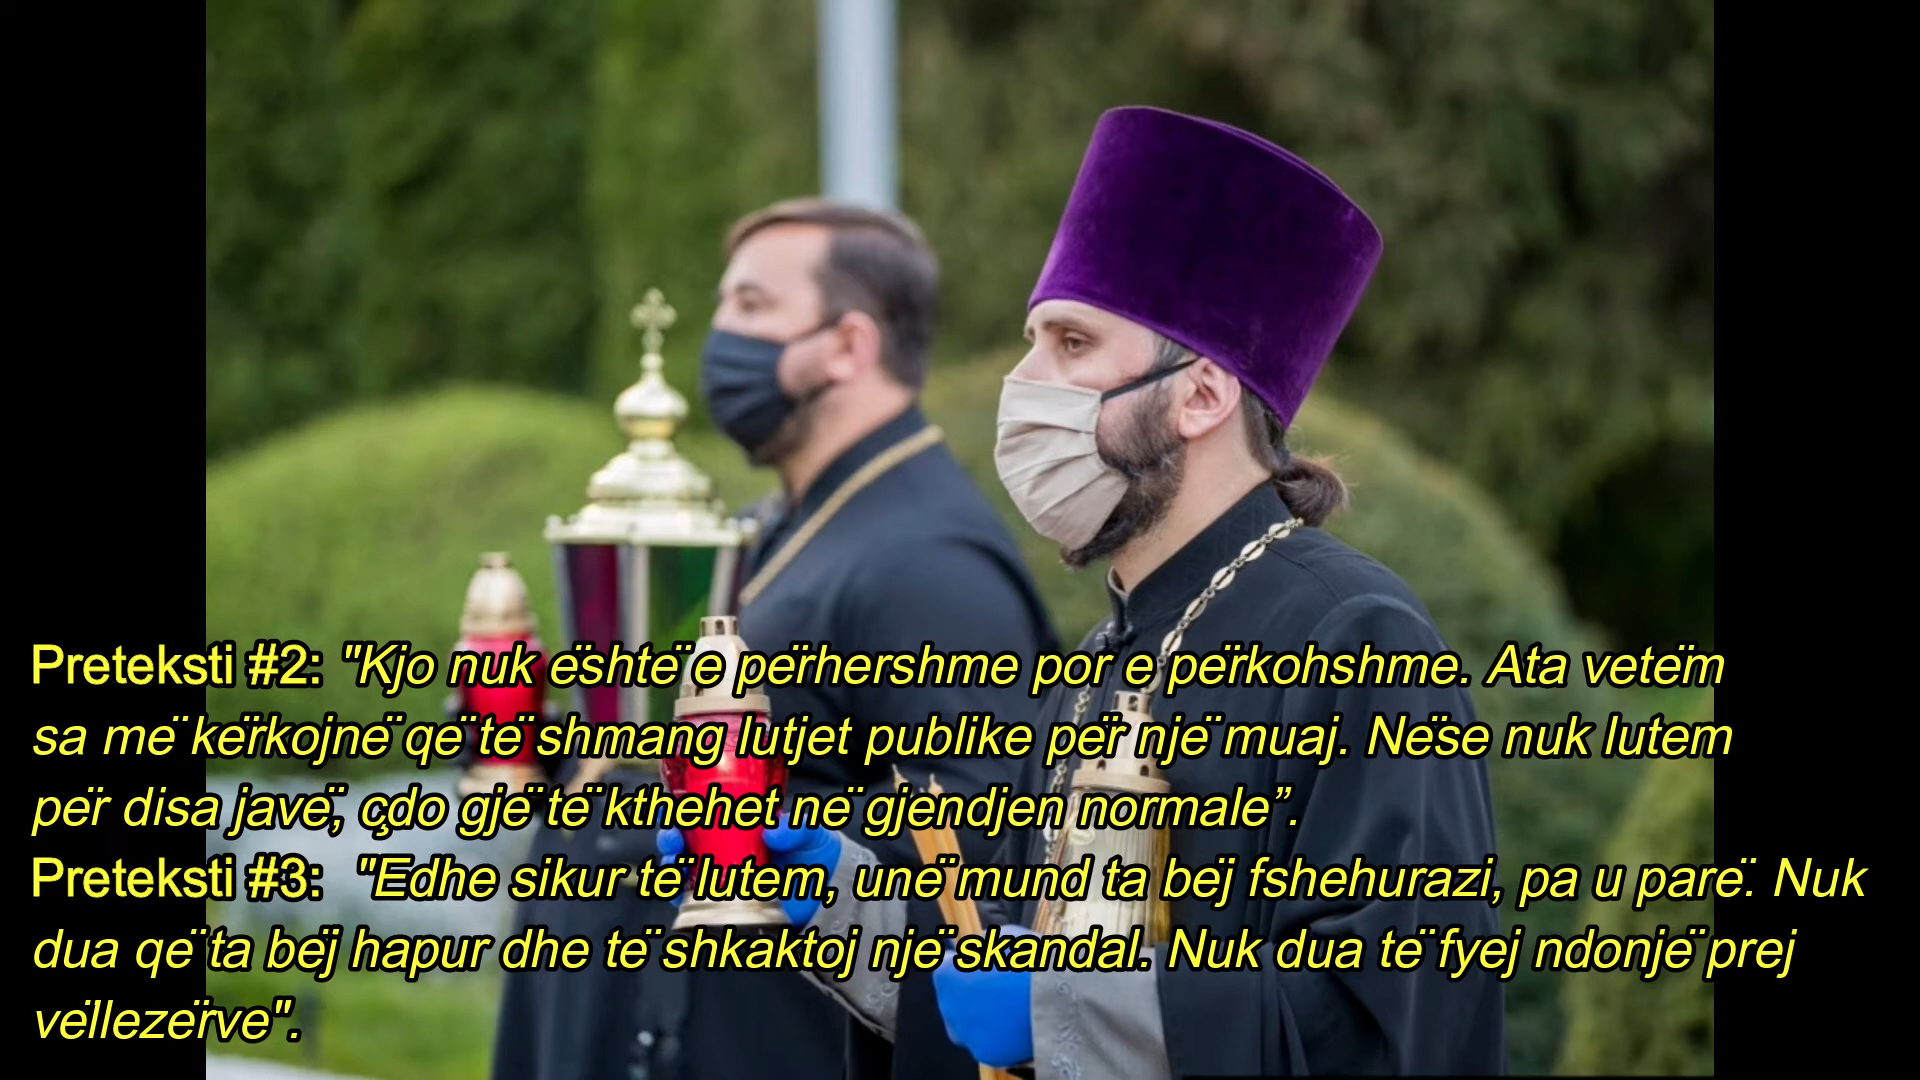 Preteksti #2: "Kjo nuk është e përhershme por e përkohshme. Ata vetëm
sa më kërkojnë që të shmang lutjet publike për një muaj. Nëse nuk lutem
për disa javë, çdo gjë të kthehet në gjendjen normale”.
Preteksti #3: "Edhe sikur të lutem, unë mund ta bëj fshehurazi, pa u parë. Nuk
dua që ta bëj hapur dhe të shkaktoj një skandal. Nuk dua të fyej ndonjë prej
vëllezërve".